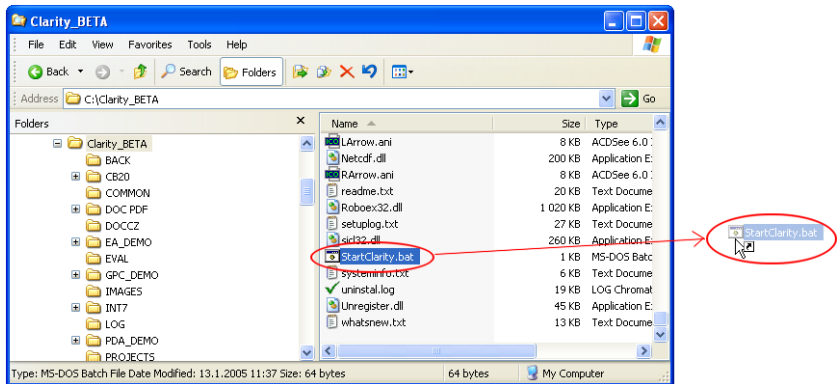 Clarity_BETA
File Edit View Favorites Tools Help
Back Search Folders
Address C:\Clarity_BETA Go
Folders x Name Size Type
Clarity_BETA
BACK
CB20
COMMON
DOC PDF
DOCCZ
EA_DEMO
EVAL
GPC_DEMO
IMAGES
INT7
LOG
PDA_DEMO
PROJECTS
LArrow.ani 8 KB ACDSee 6.0
Netcdf.dll 200 KB Application E
RArrow.ani 8 KB ACDSee 6.0
readme.txt 20 KB Text Docume
Roboex32.dll 1 020 KB Application E
setuplog.txt 27 KB Text Docume
sicl32.dll 260 KB Application E
StartClarity.bat 1 KB MS-DOS Batc
systeminfo.txt 6 KB Text Docume
uninstal.log 19 KB LOG Chromat
Unregister.dll 45 KB Application E
whatsnew.txt 13 KB Text Docume
StartClarity.bat
Type: MS-DOS Batch File Date Modified: 13.1.2005 11:37 Size: 64 bytes 64 bytes My Computer